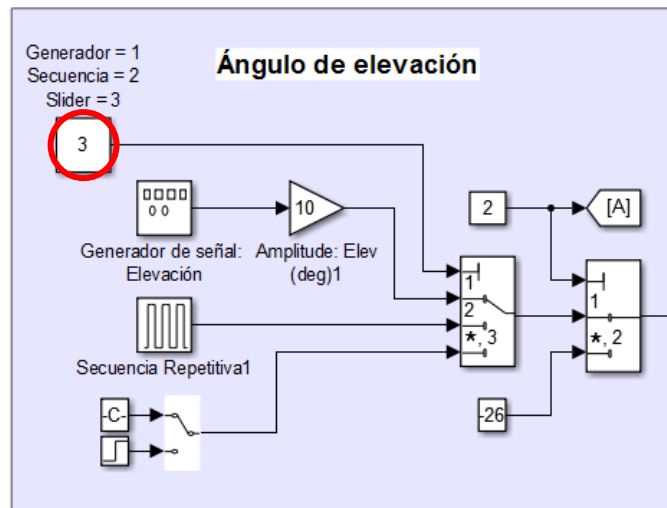 Generador = 1
Secuencia = 2
Slider = 3
Ángulo de elevación
3
10
2
[A]
Generador de señal:
Elevación
Amplitude: Elev
(deg)1
1
2
*, 3
1
*, 2
Secuencia Repetitiva1
-C-
-26